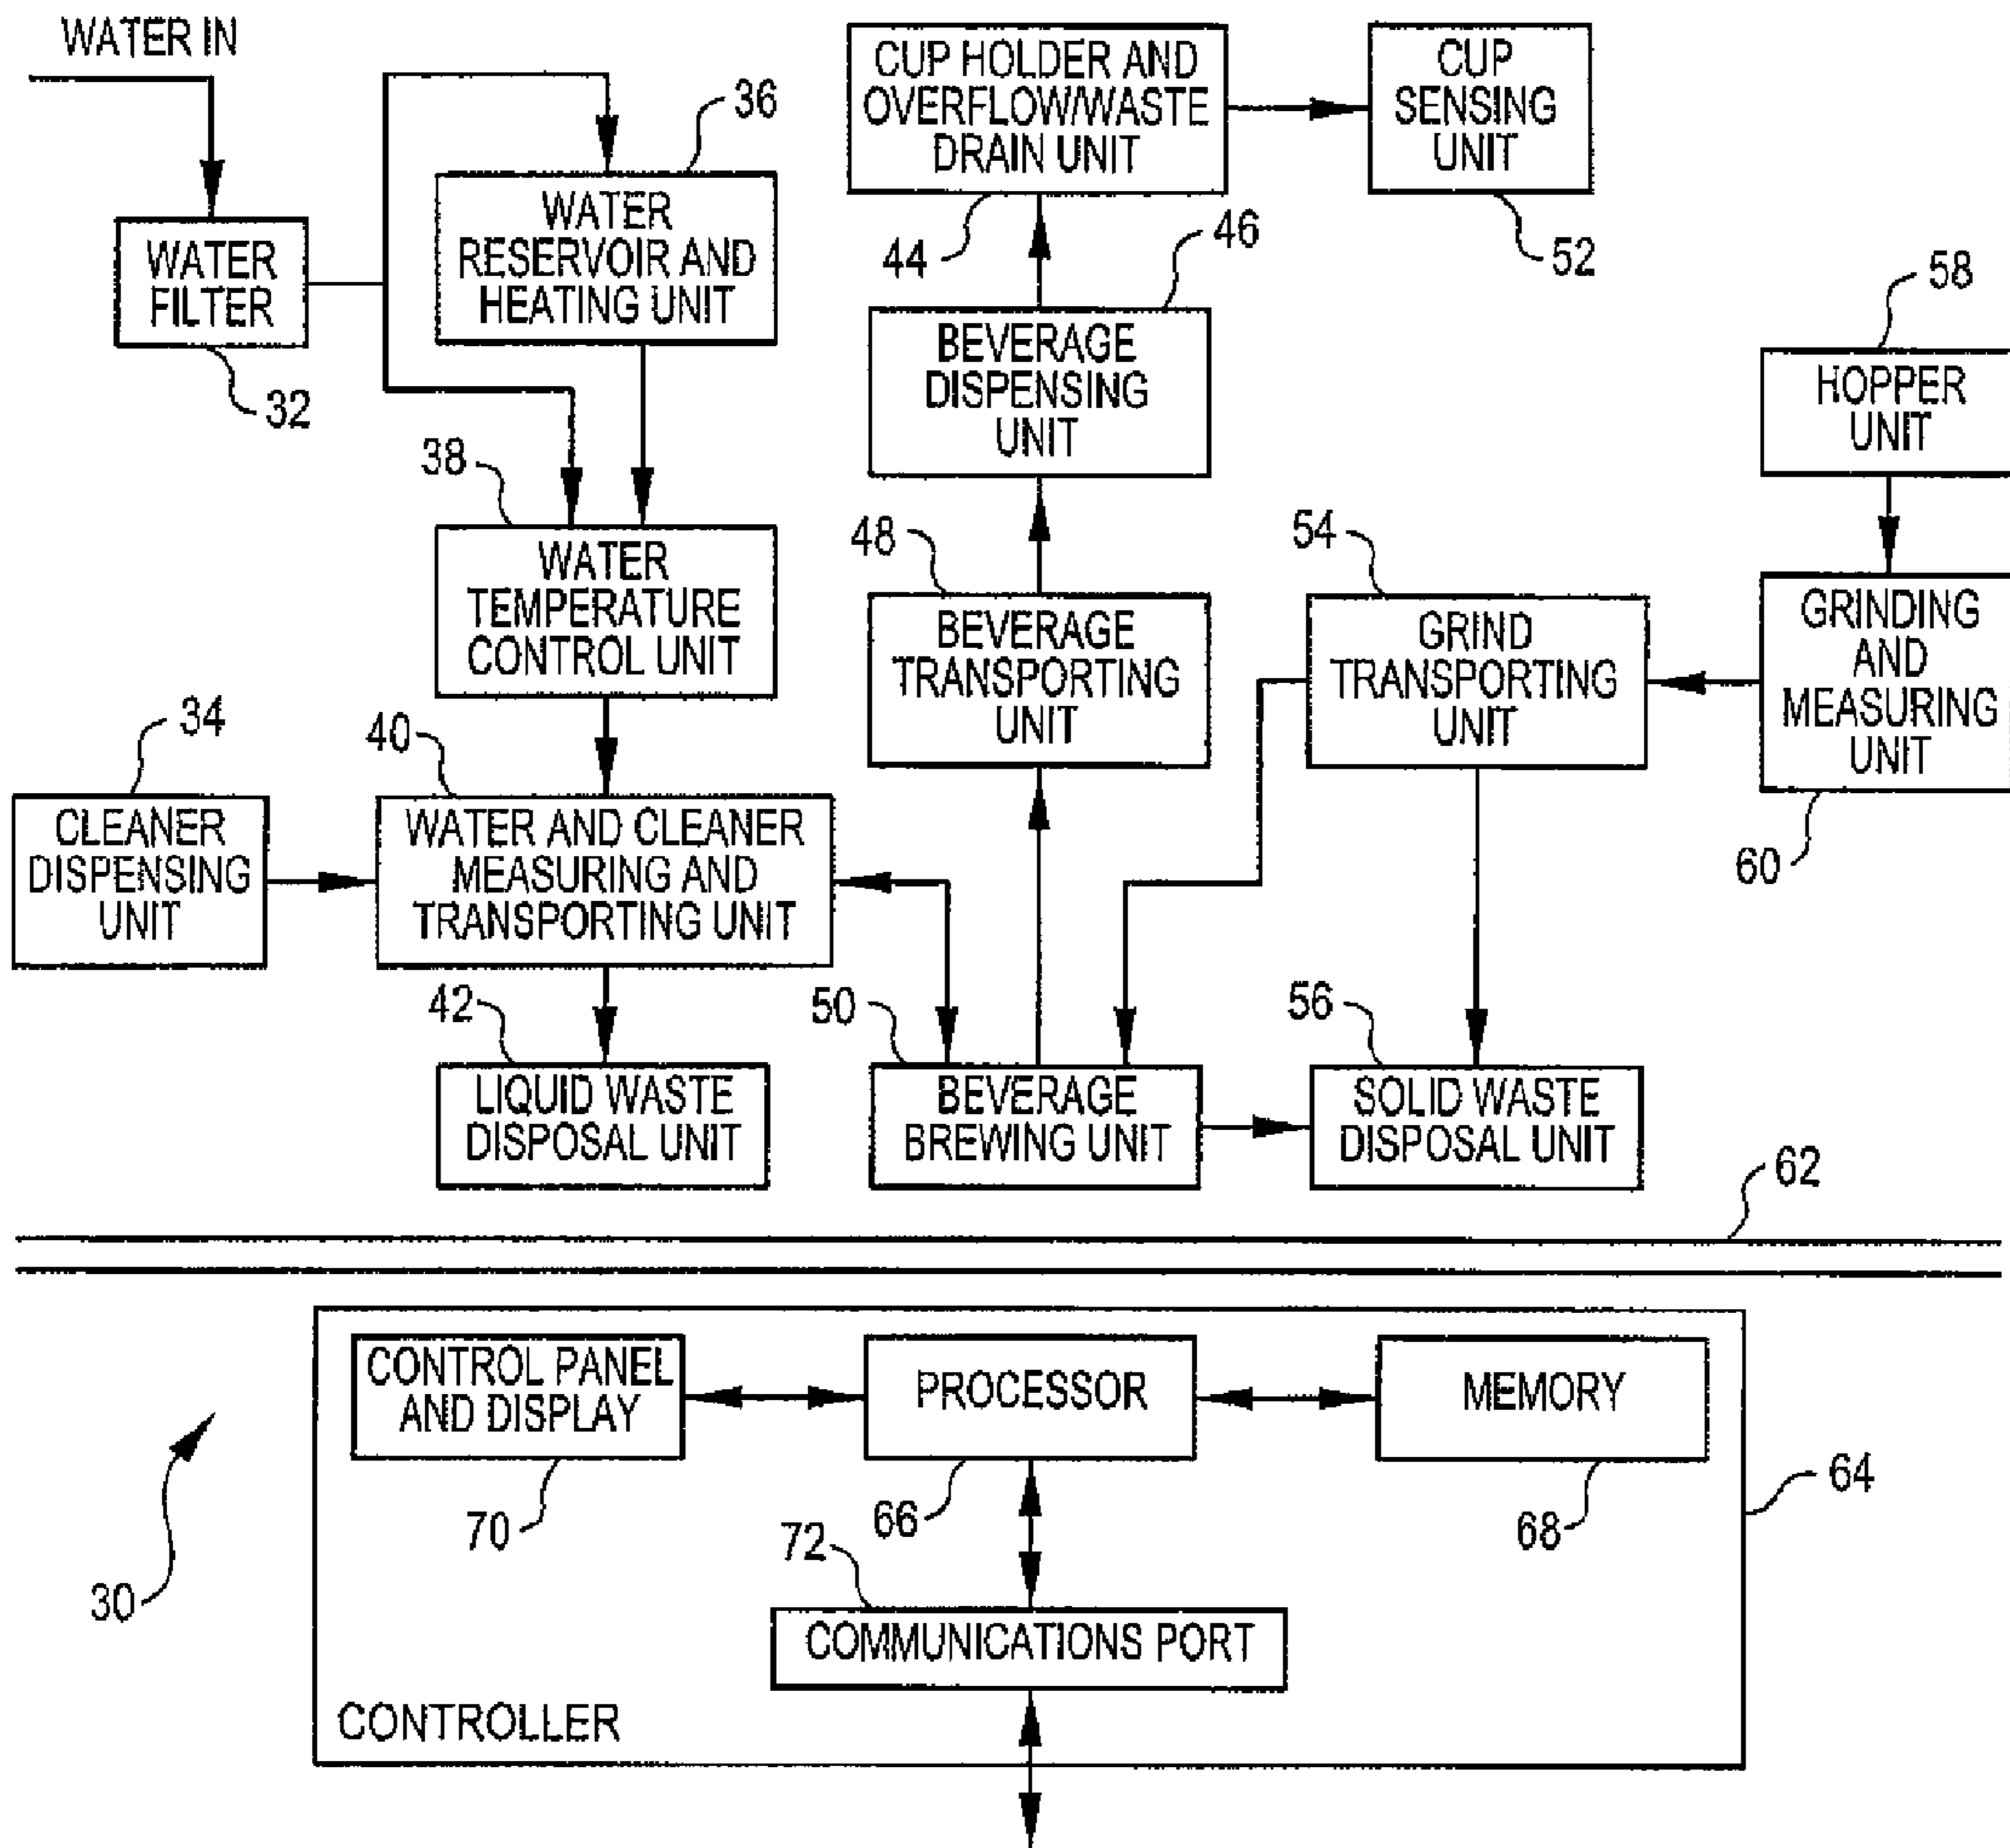 WATER IN
WATER
FILTER
32
36
WATER
RESERVOIR AND
HEATING UNIT
38
WATER
TEMPERATURE
CONTROL UNIT
34
CLEANER
DISPENSING
UNIT
40
WATER AND CLEANER
MEASURING AND
TRANSPORTING UNIT
42
LIQUID WASTE
DISPOSAL UNIT
CUP HOLDER AND
OVERFLOW/WASTE
DRAIN UNIT
44
CUP
SENSING
UNIT
52
46
BEVERAGE
DISPENSING
UNIT
48
BEVERAGE
TRANSPORTING
UNIT
50
BEVERAGE
BREWING UNIT
58
HOPPER
UNIT
54
GRIND
TRANSPORTING
UNIT
GRINDING
AND
MEASURING
UNIT
60
56
SOLID WASTE
DISPOSAL UNIT
62
CONTROL PANEL
AND DISPLAY
70
PROCESSOR
66
MEMORY
68
64
72
COMMUNICATIONS PORT
CONTROLLER
30